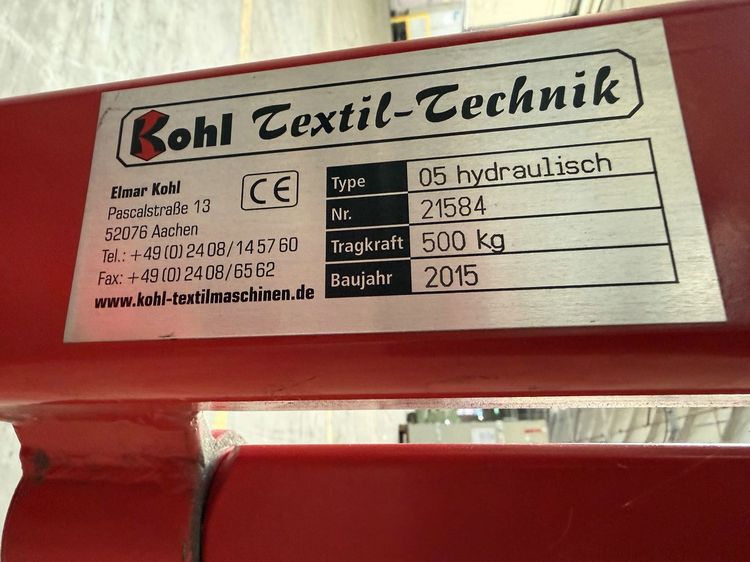 Kohl Textil-Technik
Elmar Kohl
Pascalstraße 13
52076 Aachen
Tel.: +49 (0) 24 08 / 14 57 60
Fax: +49 (0) 24 08 / 65 62
www.kohl-textilmaschinen.de
CE
Type 05 hydraulisch
Nr. 21584
Tragkraft 500 kg
Baujahr 2015